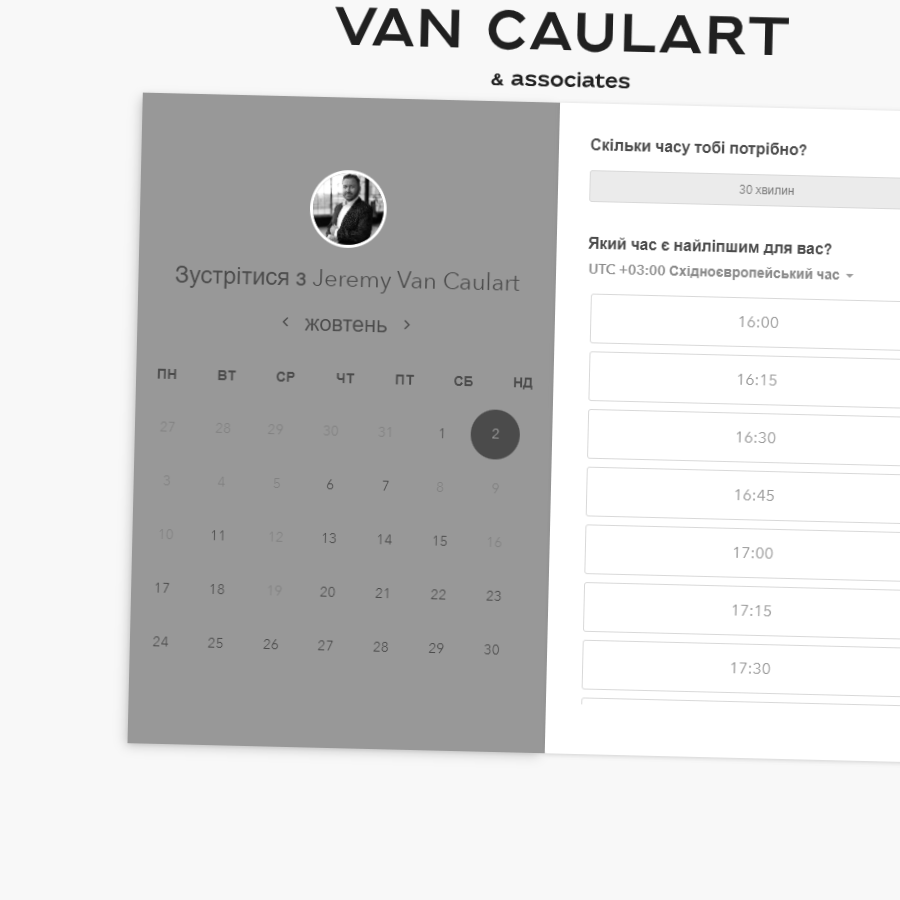 VAN CAULART
& associates
Зустрітися з Jeremy Van Caulart
жовтень
ПН ВТ СР ЧТ ПТ СБ НД
27 28 29 30 31 1 2
3 4 5 6 7 8 9
10 11 12 13 14 15 16
17 18 19 20 21 22 23
24 25 26 27 28 29 30
Скільки часу тобі потрібно?
30 хвилин
Який час є найліпшим для вас?
UTC +03:00 Східноєвропейський час
16:00
16:15
16:30
16:45
17:00
17:15
17:30